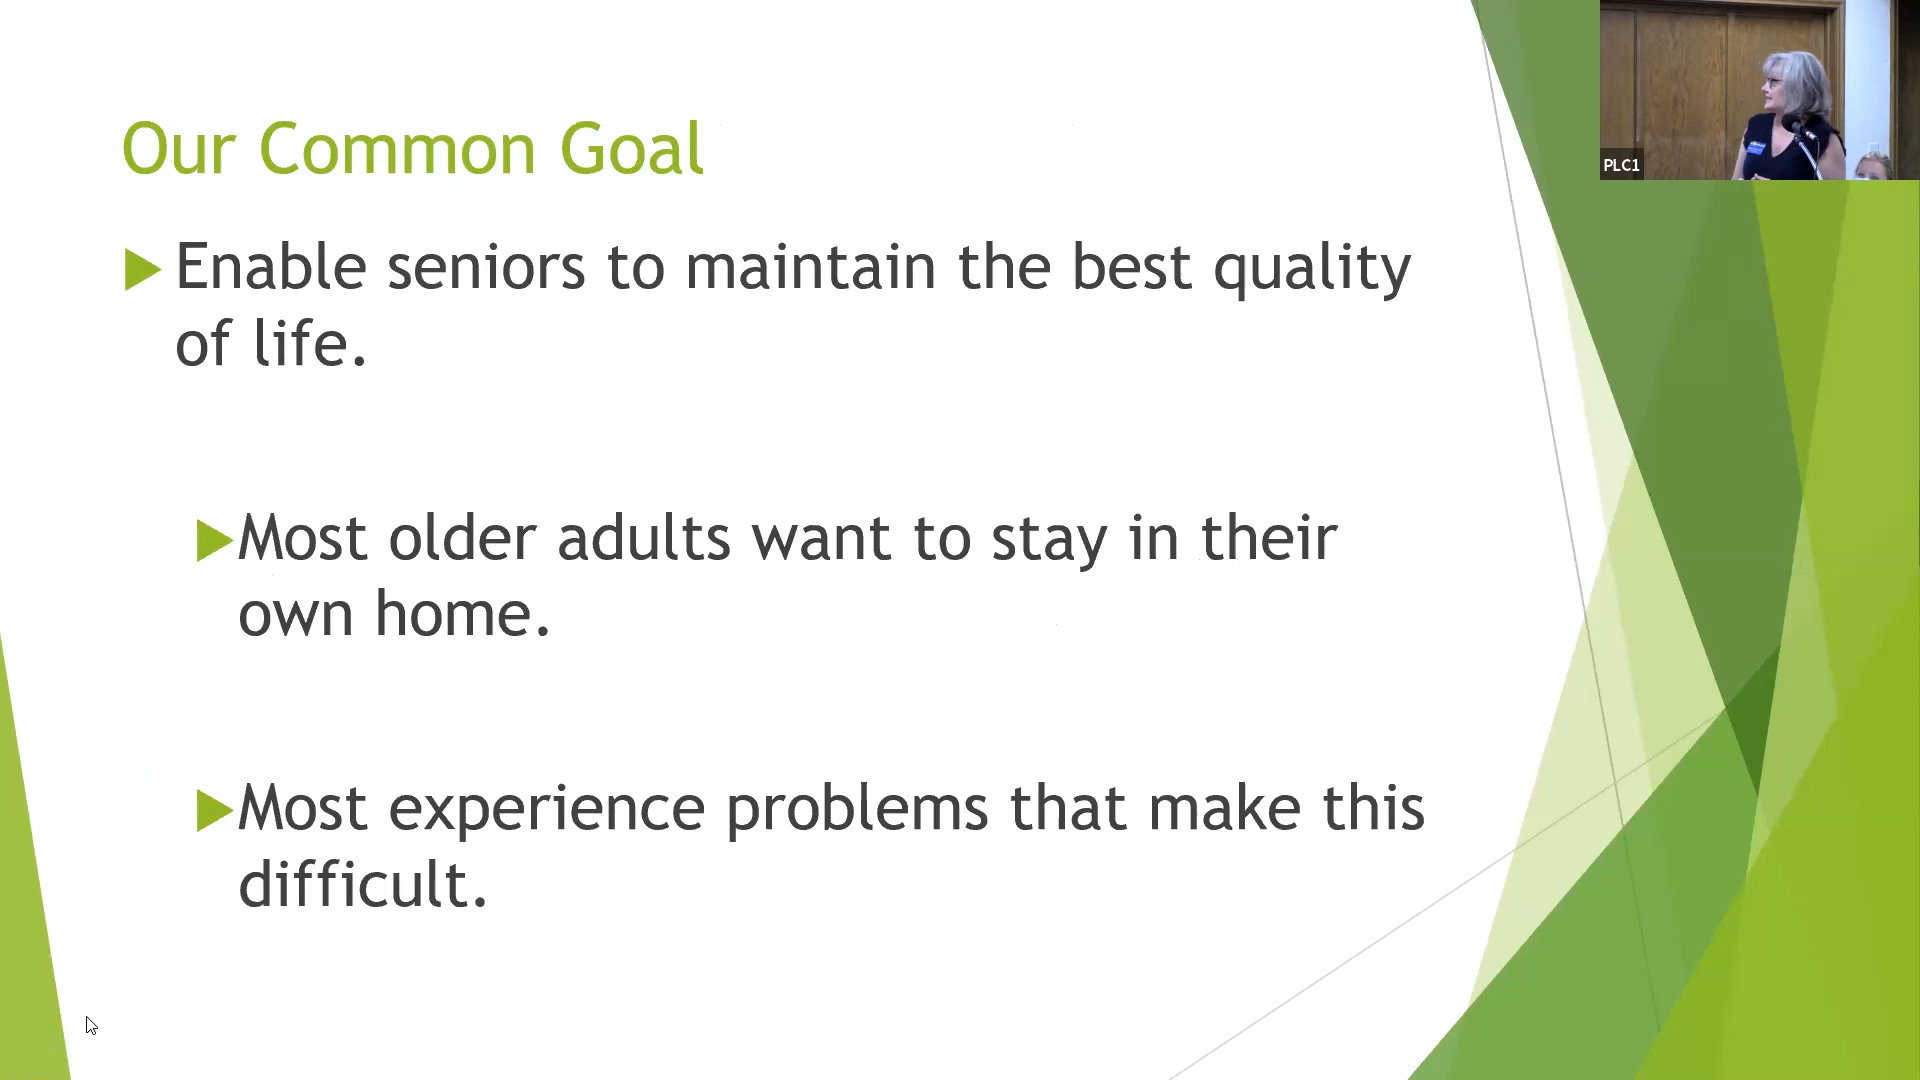 Our Common Goal
Enable seniors to maintain the best quality
of life.
Most older adults want to stay in their
own home.
Most experience problems that make this
difficult.
PLC1